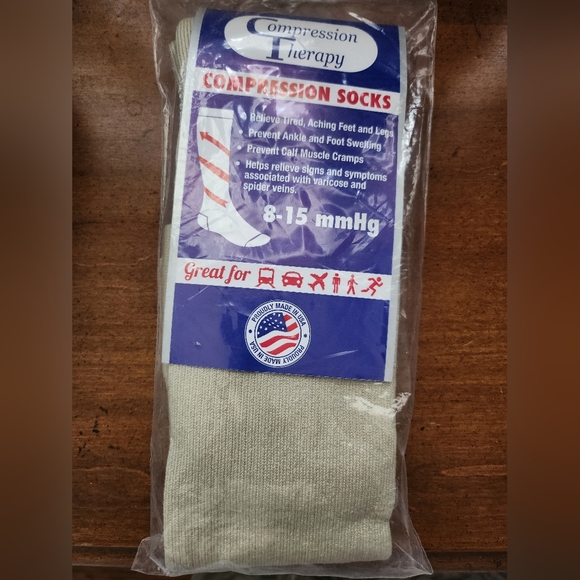 Compression
Therapy
COMPRESSION SOCKS
• Relieve Tired, Aching Feet and Legs
• Prevent Ankle and Foot Swelling
• Prevent Calf Muscle Cramps
• Helps relieve signs and symptoms
associated with varicose and
spider veins.
8-15 mmHg
Great for
PROUDLY MADE IN USA
PROUDLY MADE IN USA